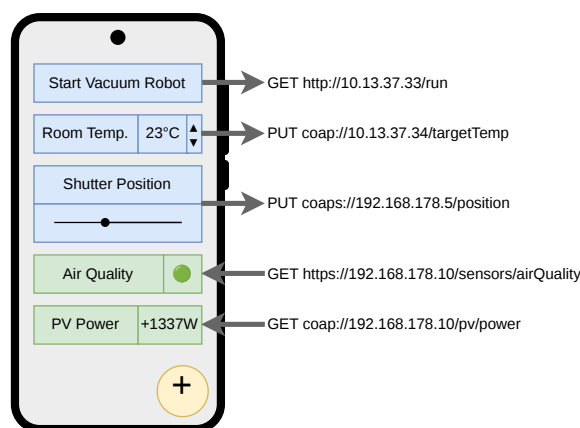 Start Vacuum Robot
GET http://10.13.37.33/run
Room Temp. 23°C ▲▼
PUT coap://10.13.37.34/targetTemp
Shutter Position
PUT coaps://192.168.178.5/position
Air Quality
GET https://192.168.178.10/sensors/airQuality
PV Power +1337W
GET coap://192.168.178.10/pv/power
+